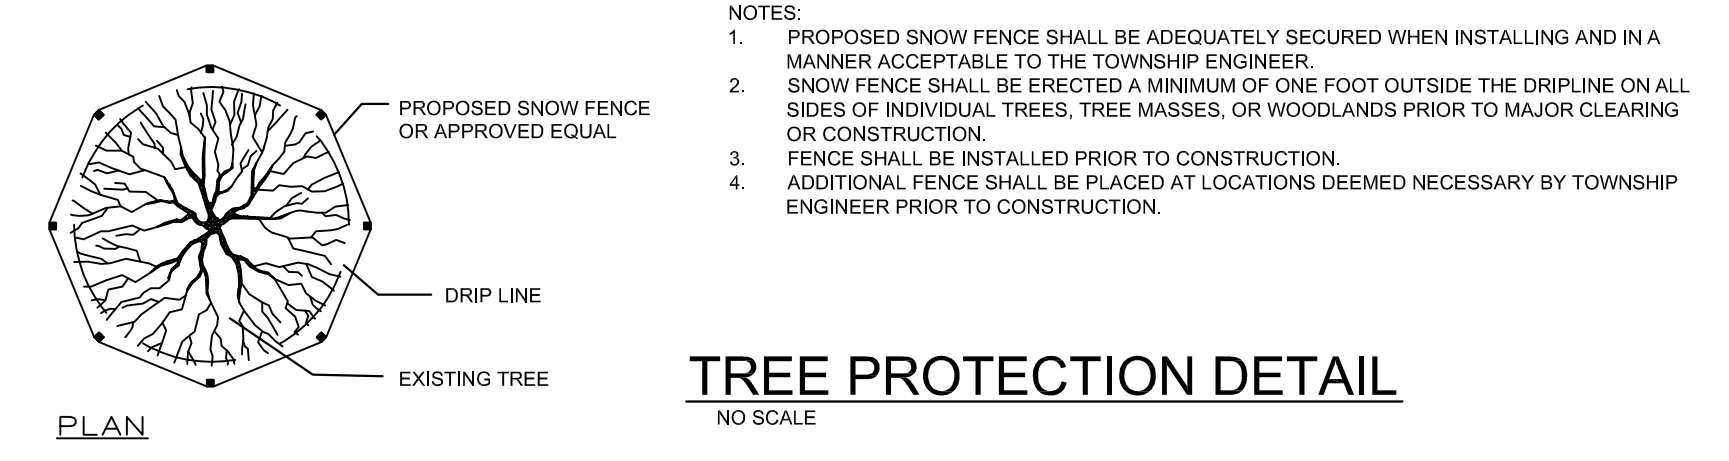 NOTES:
1. PROPOSED SNOW FENCE SHALL BE ADEQUATELY SECURED WHEN INSTALLING AND IN A
MANNER ACCEPTABLE TO THE TOWNSHIP ENGINEER.
2. SNOW FENCE SHALL BE ERECTED A MINIMUM OF ONE FOOT OUTSIDE THE DRIPLINE ON ALL
SIDES OF INDIVIDUAL TREES, TREE MASSES, OR WOODLANDS PRIOR TO MAJOR CLEARING
OR CONSTRUCTION.
3. FENCE SHALL BE INSTALLED PRIOR TO CONSTRUCTION.
4. ADDITIONAL FENCE SHALL BE PLACED AT LOCATIONS DEEMED NECESSARY BY TOWNSHIP
ENGINEER PRIOR TO CONSTRUCTION.
PROPOSED SNOW FENCE
OR APPROVED EQUAL
DRIP LINE
EXISTING TREE
PLAN
TREE PROTECTION DETAIL
NO SCALE